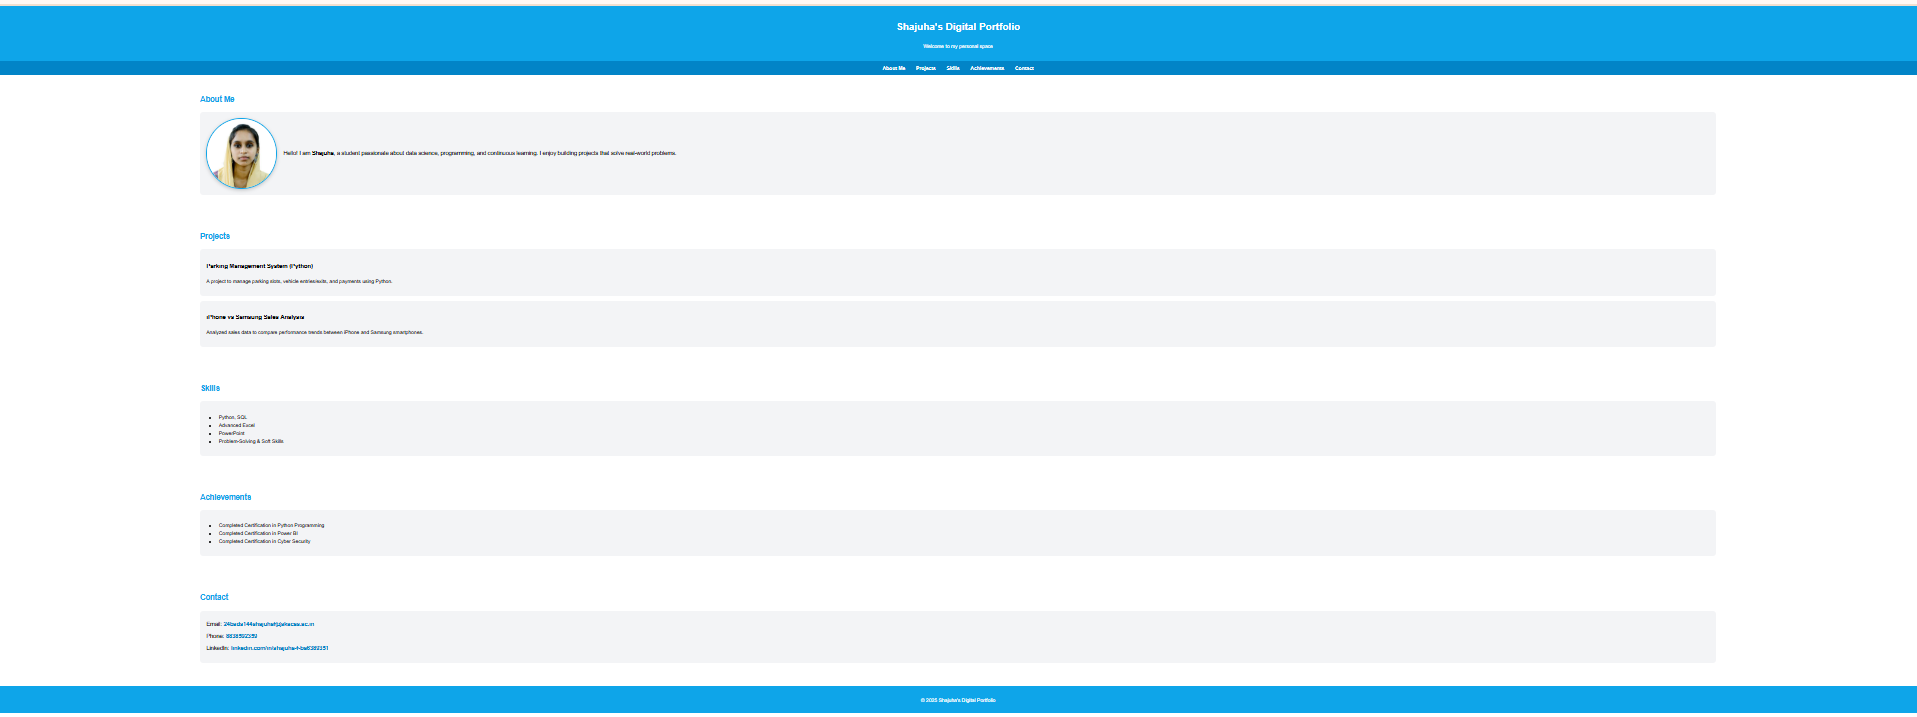 Shajuha's Digital Portfolio
Welcome to my personal space
About Me Projects Skills Achievements Contact
About Me
Hello! I am Shajuha, a student passionate about data science, programming, and continuous learning. I enjoy building projects that solve real-world problems.
Projects
Parking Management System (Python)
A project to manage parking slots, vehicle entries/exits, and payments using Python.
iPhone vs Samsung Sales Analysis
Analyzed sales data to compare performance trends between iPhone and Samsung smartphones.
Skills
Python, SQL
Advanced Excel
PowerPoint
Problem-Solving & Soft Skills
Achievements
Completed Certification in Python Programming
Completed Certification in Power BI
Completed Certification in Cyber Security
Contact
Email:
Phone:
LinkedIn:
© 2025 Shajuha's Digital Portfolio